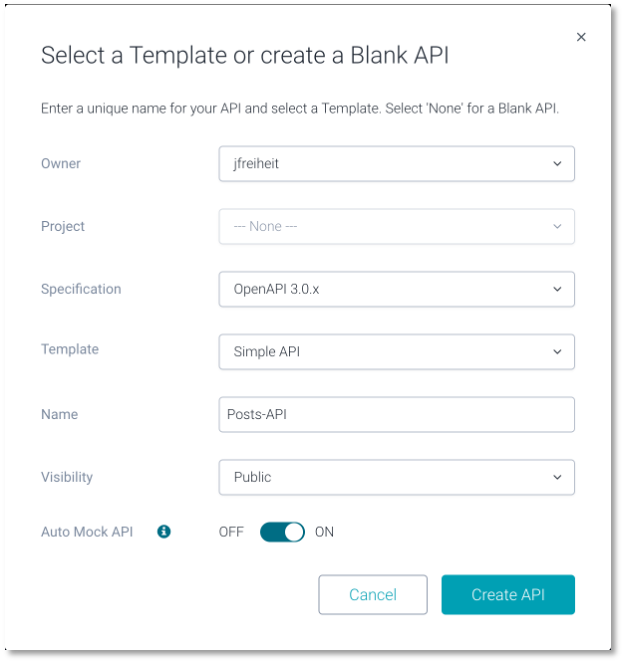 Select a Template or create a Blank API
Enter a unique name for your API and select a Template. Select 'None' for a Blank API.
Owner jfreiheit
Project --- None ---
Specification OpenAPI 3.0.x
Template Simple API
Name Posts-API
Visibility Public
Auto Mock API OFF ON
Cancel Create API